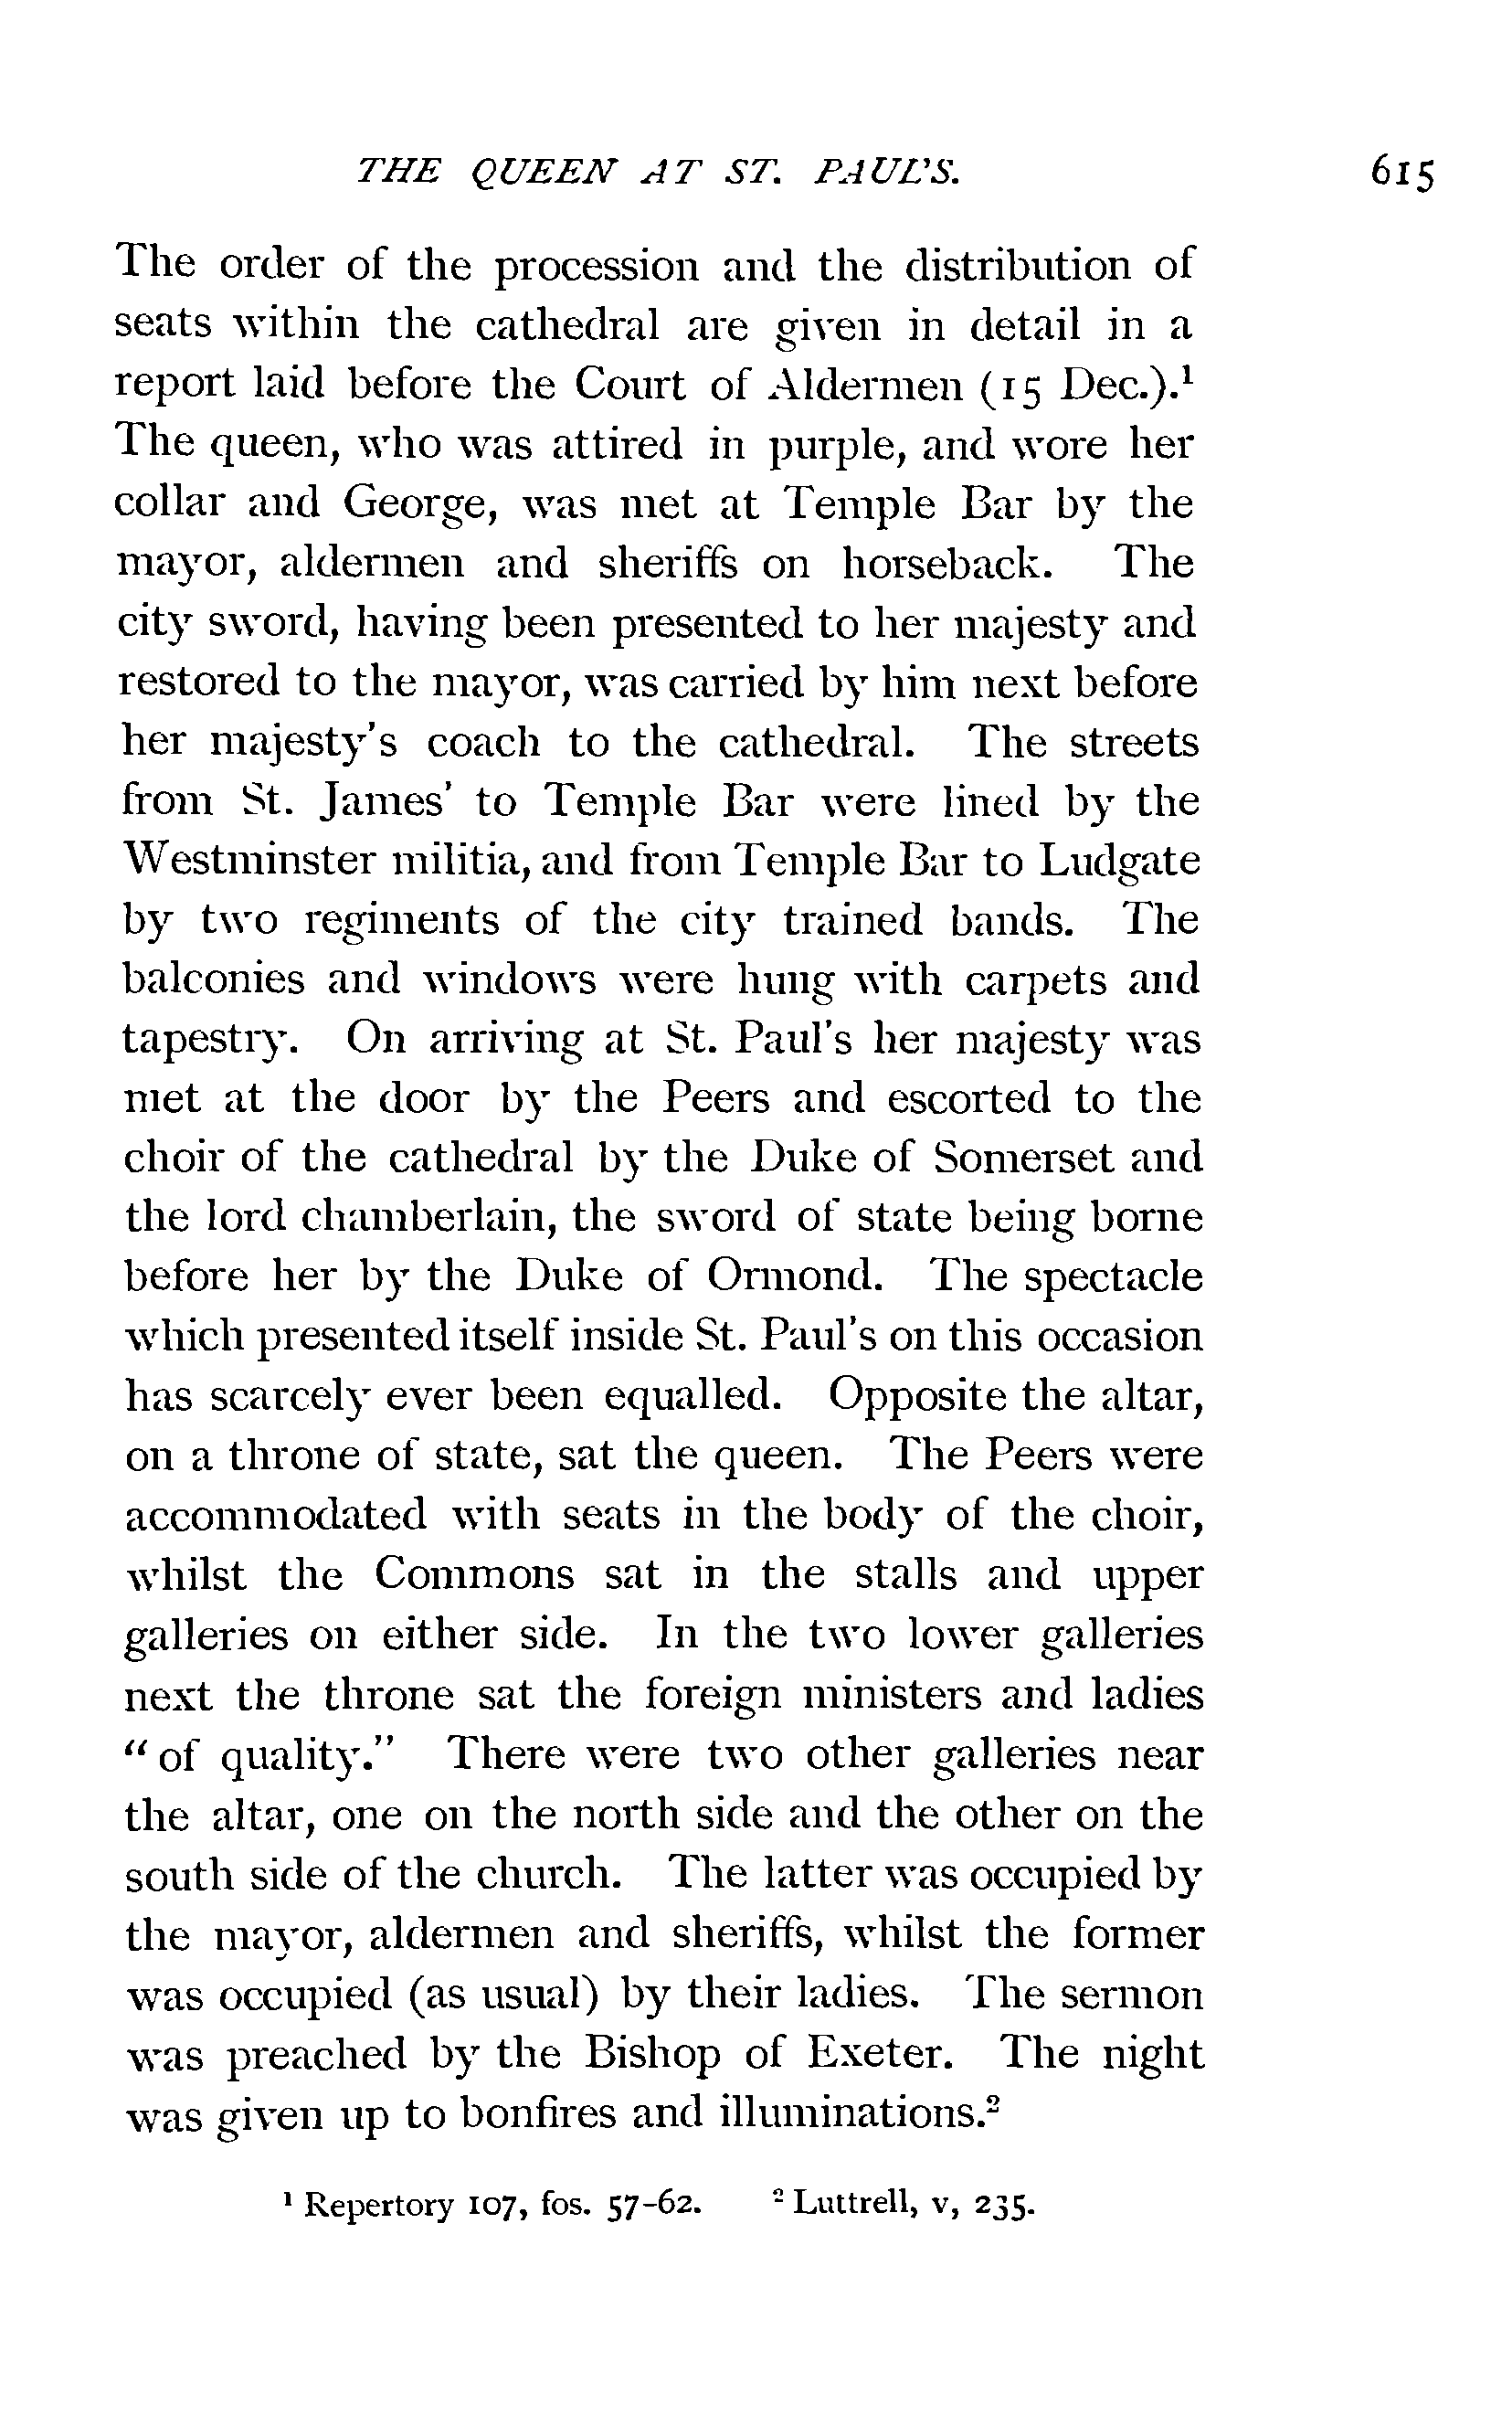 THE QUEEN AT ST. PAUL'S. 615
The order of the procession and the distribution of
seats within the cathedral are given in detail in a
report laid before the Court of Aldermen (15 Dec.).¹
The queen, who was attired in purple, and wore her
collar and George, was met at Temple Bar by the
mayor, aldermen and sheriffs on horseback. The
city sword, having been presented to her majesty and
restored to the mayor, was carried by him next before
her majesty's coach to the cathedral. The streets
from St. James' to Temple Bar were lined by the
Westminster militia, and from Temple Bar to Ludgate
by two regiments of the city trained bands. The
balconies and windows were hung with carpets and
tapestry. On arriving at St. Paul's her majesty was
met at the door by the Peers and escorted to the
choir of the cathedral by the Duke of Somerset and
the lord chamberlain, the sword of state being borne
before her by the Duke of Ormond. The spectacle
which presented itself inside St. Paul's on this occasion
has scarcely ever been equalled. Opposite the altar,
on a throne of state, sat the queen. The Peers were
accommodated with seats in the body of the choir,
whilst the Commons sat in the stalls and upper
galleries on either side. In the two lower galleries
next the throne sat the foreign ministers and ladies
"of quality." There were two other galleries near
the altar, one on the north side and the other on the
south side of the church. The latter was occupied by
the mayor, aldermen and sheriffs, whilst the former
was occupied (as usual) by their ladies. The sermon
was preached by the Bishop of Exeter. The night
was given up to bonfires and illuminations.²
¹ Repertory 107, fos. 57-62. ² Luttrell, v, 235.